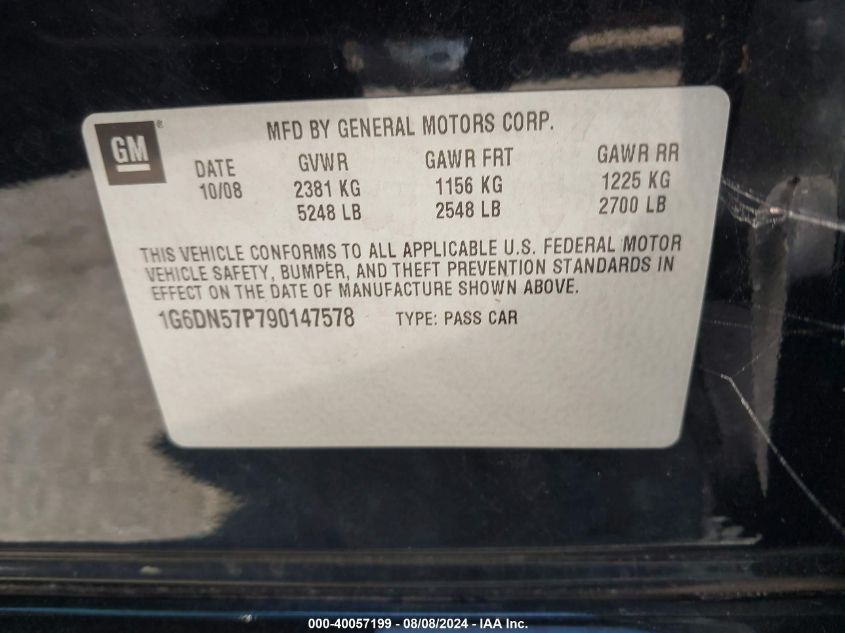 GM ®
MFD BY GENERAL MOTORS CORP.
DATE GVWR GAWR FRT GAWR RR
10/08 2381 KG 1156 KG 1225 KG
5248 LB 2548 LB 2700 LB
THIS VEHICLE CONFORMS TO ALL APPLICABLE U.S. FEDERAL MOTOR
VEHICLE SAFETY, BUMPER, AND THEFT PREVENTION STANDARDS IN
EFFECT ON THE DATE OF MANUFACTURE SHOWN ABOVE.
1G6DN57P790147578 TYPE: PASS CAR
000-40057199 - 08/08/2024 - IAA Inc.